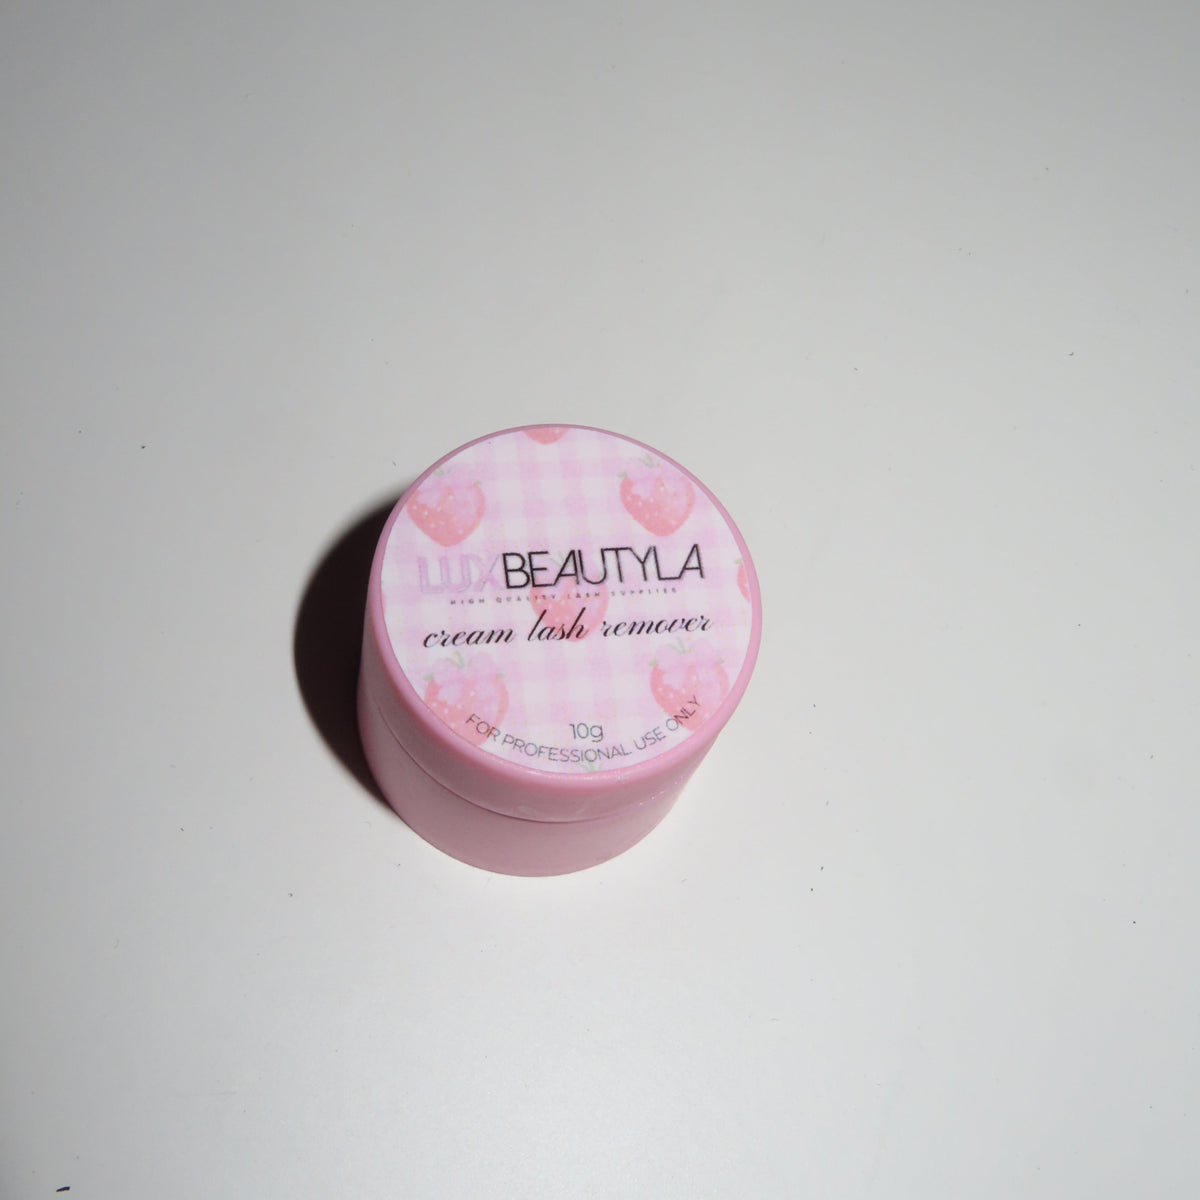 LUXBEAUTYLA
HIGH QUALITY LASH SUPPLIES
cream lash remover
10g
FOR PROFESSIONAL USE ONLY